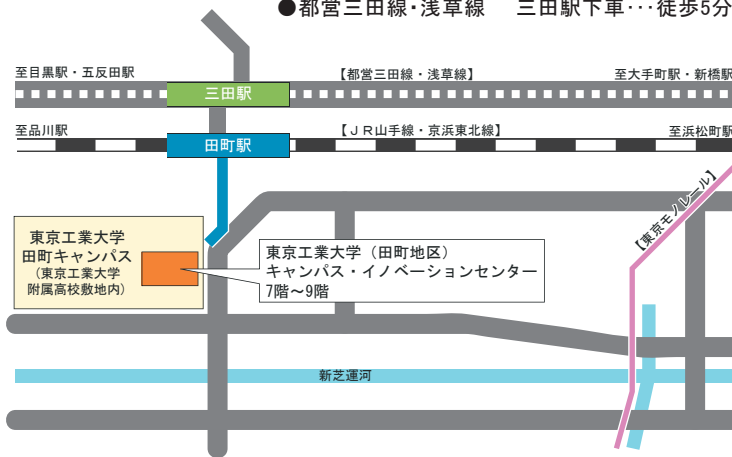 ●都営三田線・浅草線　三田駅下車･･･徒歩5分
至目黒駅・五反田駅
【都営三田線・浅草線】
至大手町駅・新橋駅
三田駅
至品川駅
【ＪＲ山手線・京浜東北線】
至浜松町駅
田町駅
【東京モノレール】
東京工業大学
田町キャンパス
（東京工業大学
附属高校敷地内）
東京工業大学（田町地区）
キャンパス・イノベーションセンター
7階〜9階
新芝運河